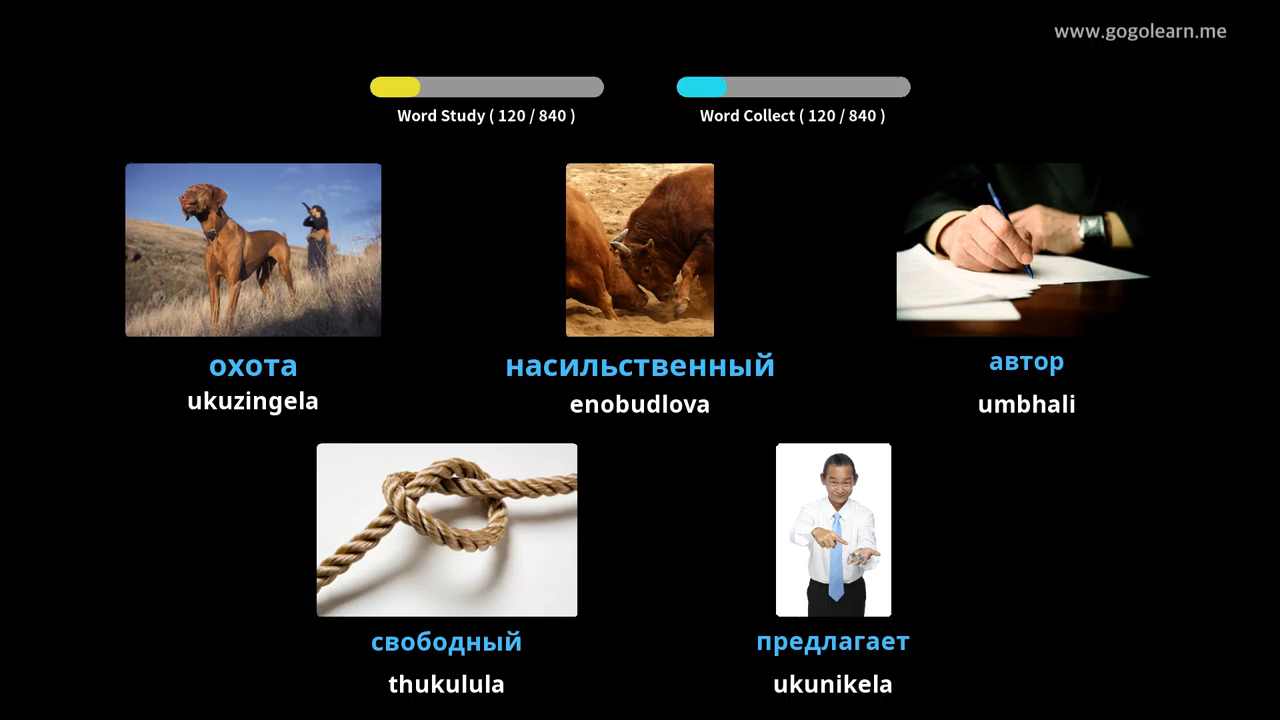 www.gogolearn.me
Word Study ( 120 / 840 )
Word Collect ( 120 / 840 )
охота
ukuzingela
насильственный
enobudlova
автор
umbhali
свободный
thukulula
предлагает
ukunikela